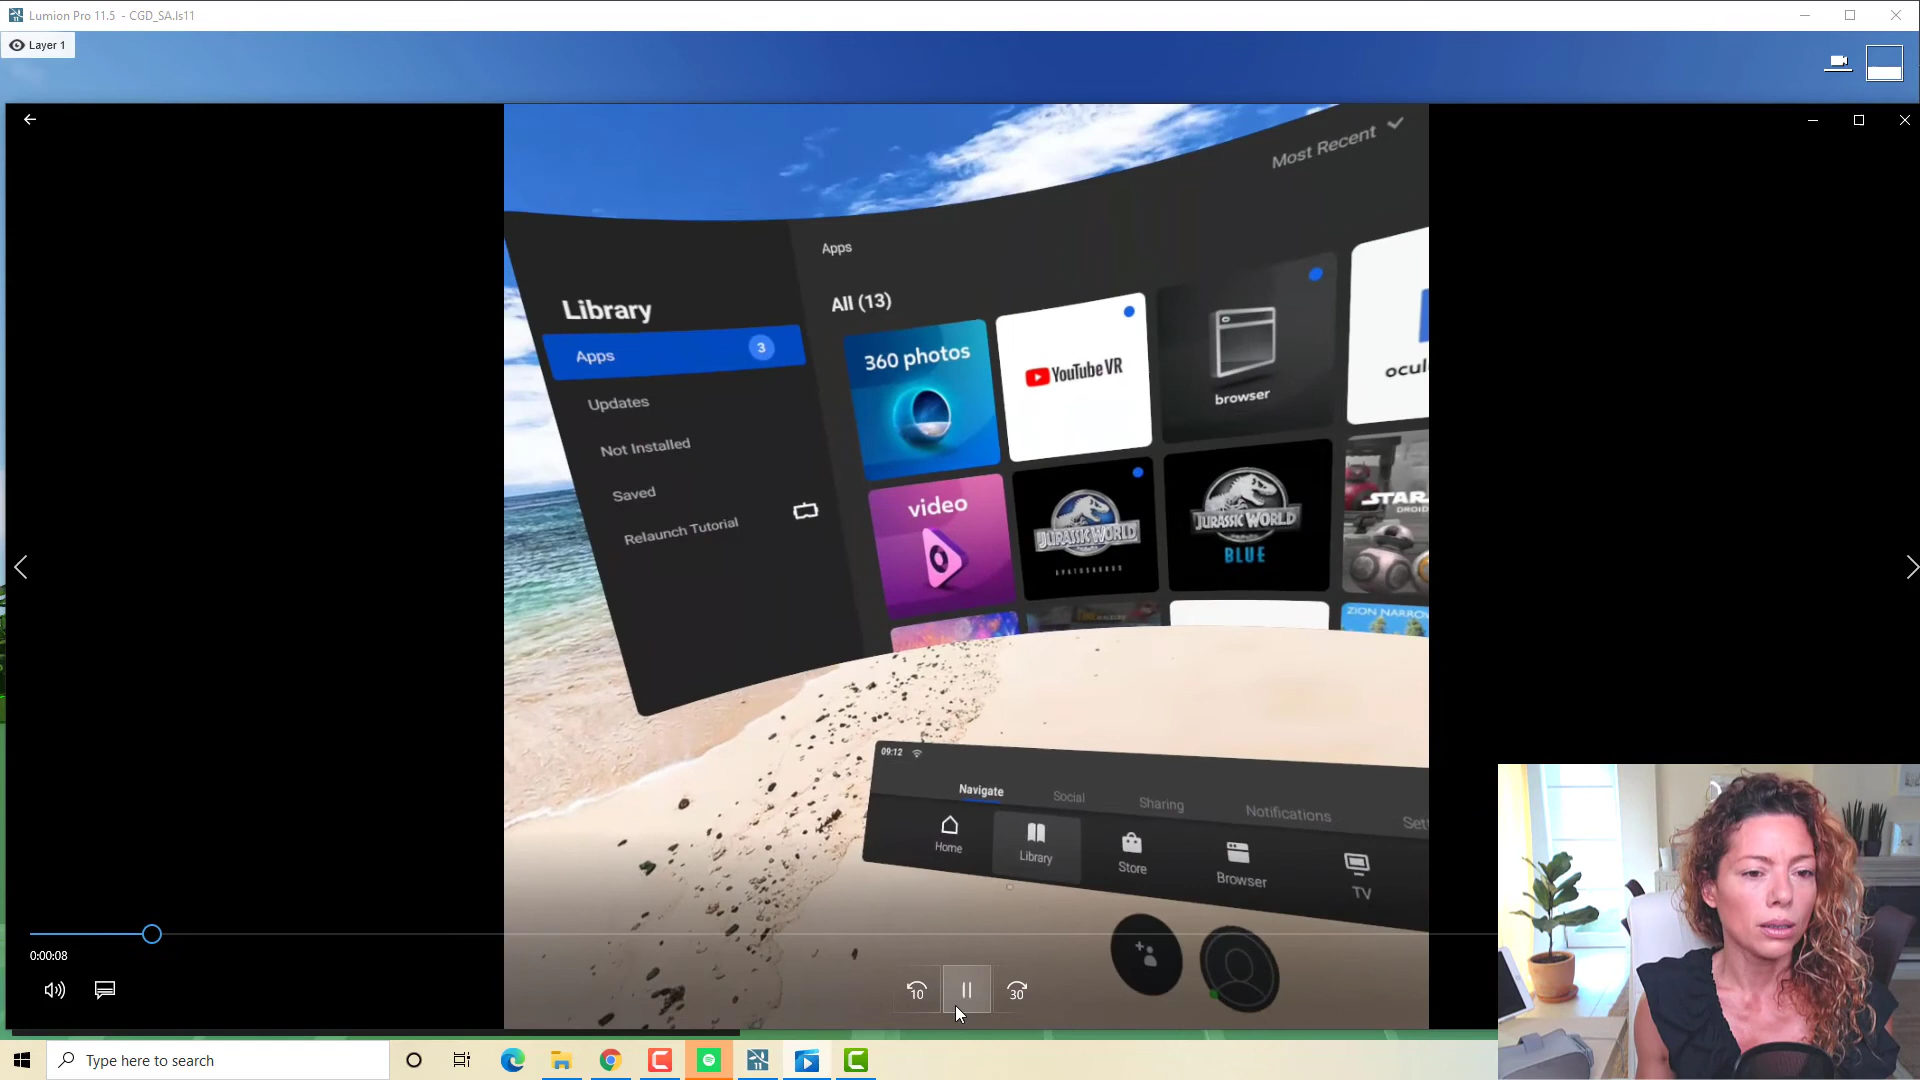 Lumion Pro 11.5 - CGD_SA.ls11
Layer 1
Most Recent
Apps
All (13)
Library
Apps 3
Updates
Not Installed
Saved
Relaunch Tutorial
360 photos
YouTube VR
browser
ocul
video
JURASSIC WORLD
JURASSIC WORLD
BLUE
STAR
DROID
ZION NARROW
09:12
Navigate Social Sharing Notifications Set
Home Library Store Browser TV
0:00:08
10 30
Type here to search
11